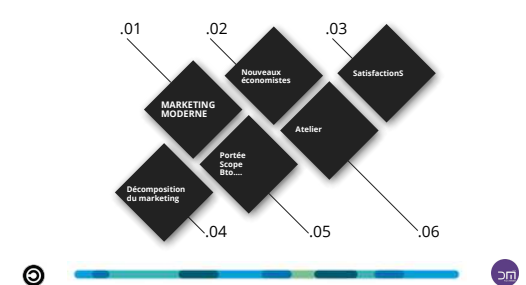 .01
.02
.03
MARKETING
MODERNE
Nouveaux
économistes
SatisfactionS
Décomposition
du marketing
Portée
Scope
Bto....
Atelier
.04
.05
.06